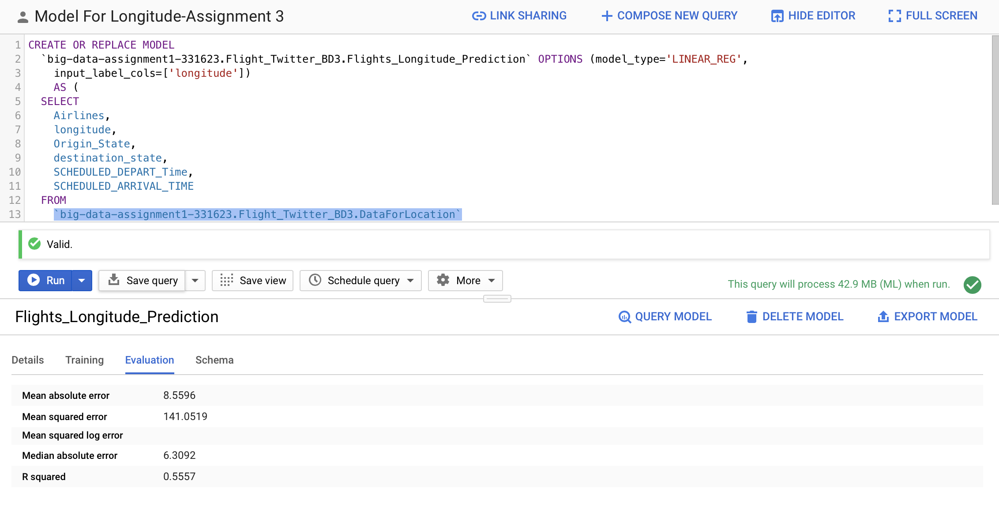 Model For Longitude-Assignment 3 LINK SHARING COMPOSE NEW QUERY HIDE EDITOR FULL SCREEN
1 CREATE OR REPLACE MODEL
2 `big-data-assignment1-331623.Flight_Twitter_BD3.Flights_Longitude_Prediction` OPTIONS (model_type='LINEAR_REG',
3 input_label_cols=['longitude'])
4 AS (
5 SELECT
6 Airlines,
7 longitude,
8 Origin_State,
9 destination_state,
10 SCHEDULED_DEPART_Time,
11 SCHEDULED_ARRIVAL_TIME
12 FROM
13 `big-data-assignment1-331623.Flight_Twitter_BD3.DataForLocation`
Valid.
Run Save query Save view Schedule query More This query will process 42.9 MB (ML) when run.
Flights_Longitude_Prediction QUERY MODEL DELETE MODEL EXPORT MODEL
Details Training Evaluation Schema
Mean absolute error 8.5596
Mean squared error 141.0519
Mean squared log error
Median absolute error 6.3092
R squared 0.5557